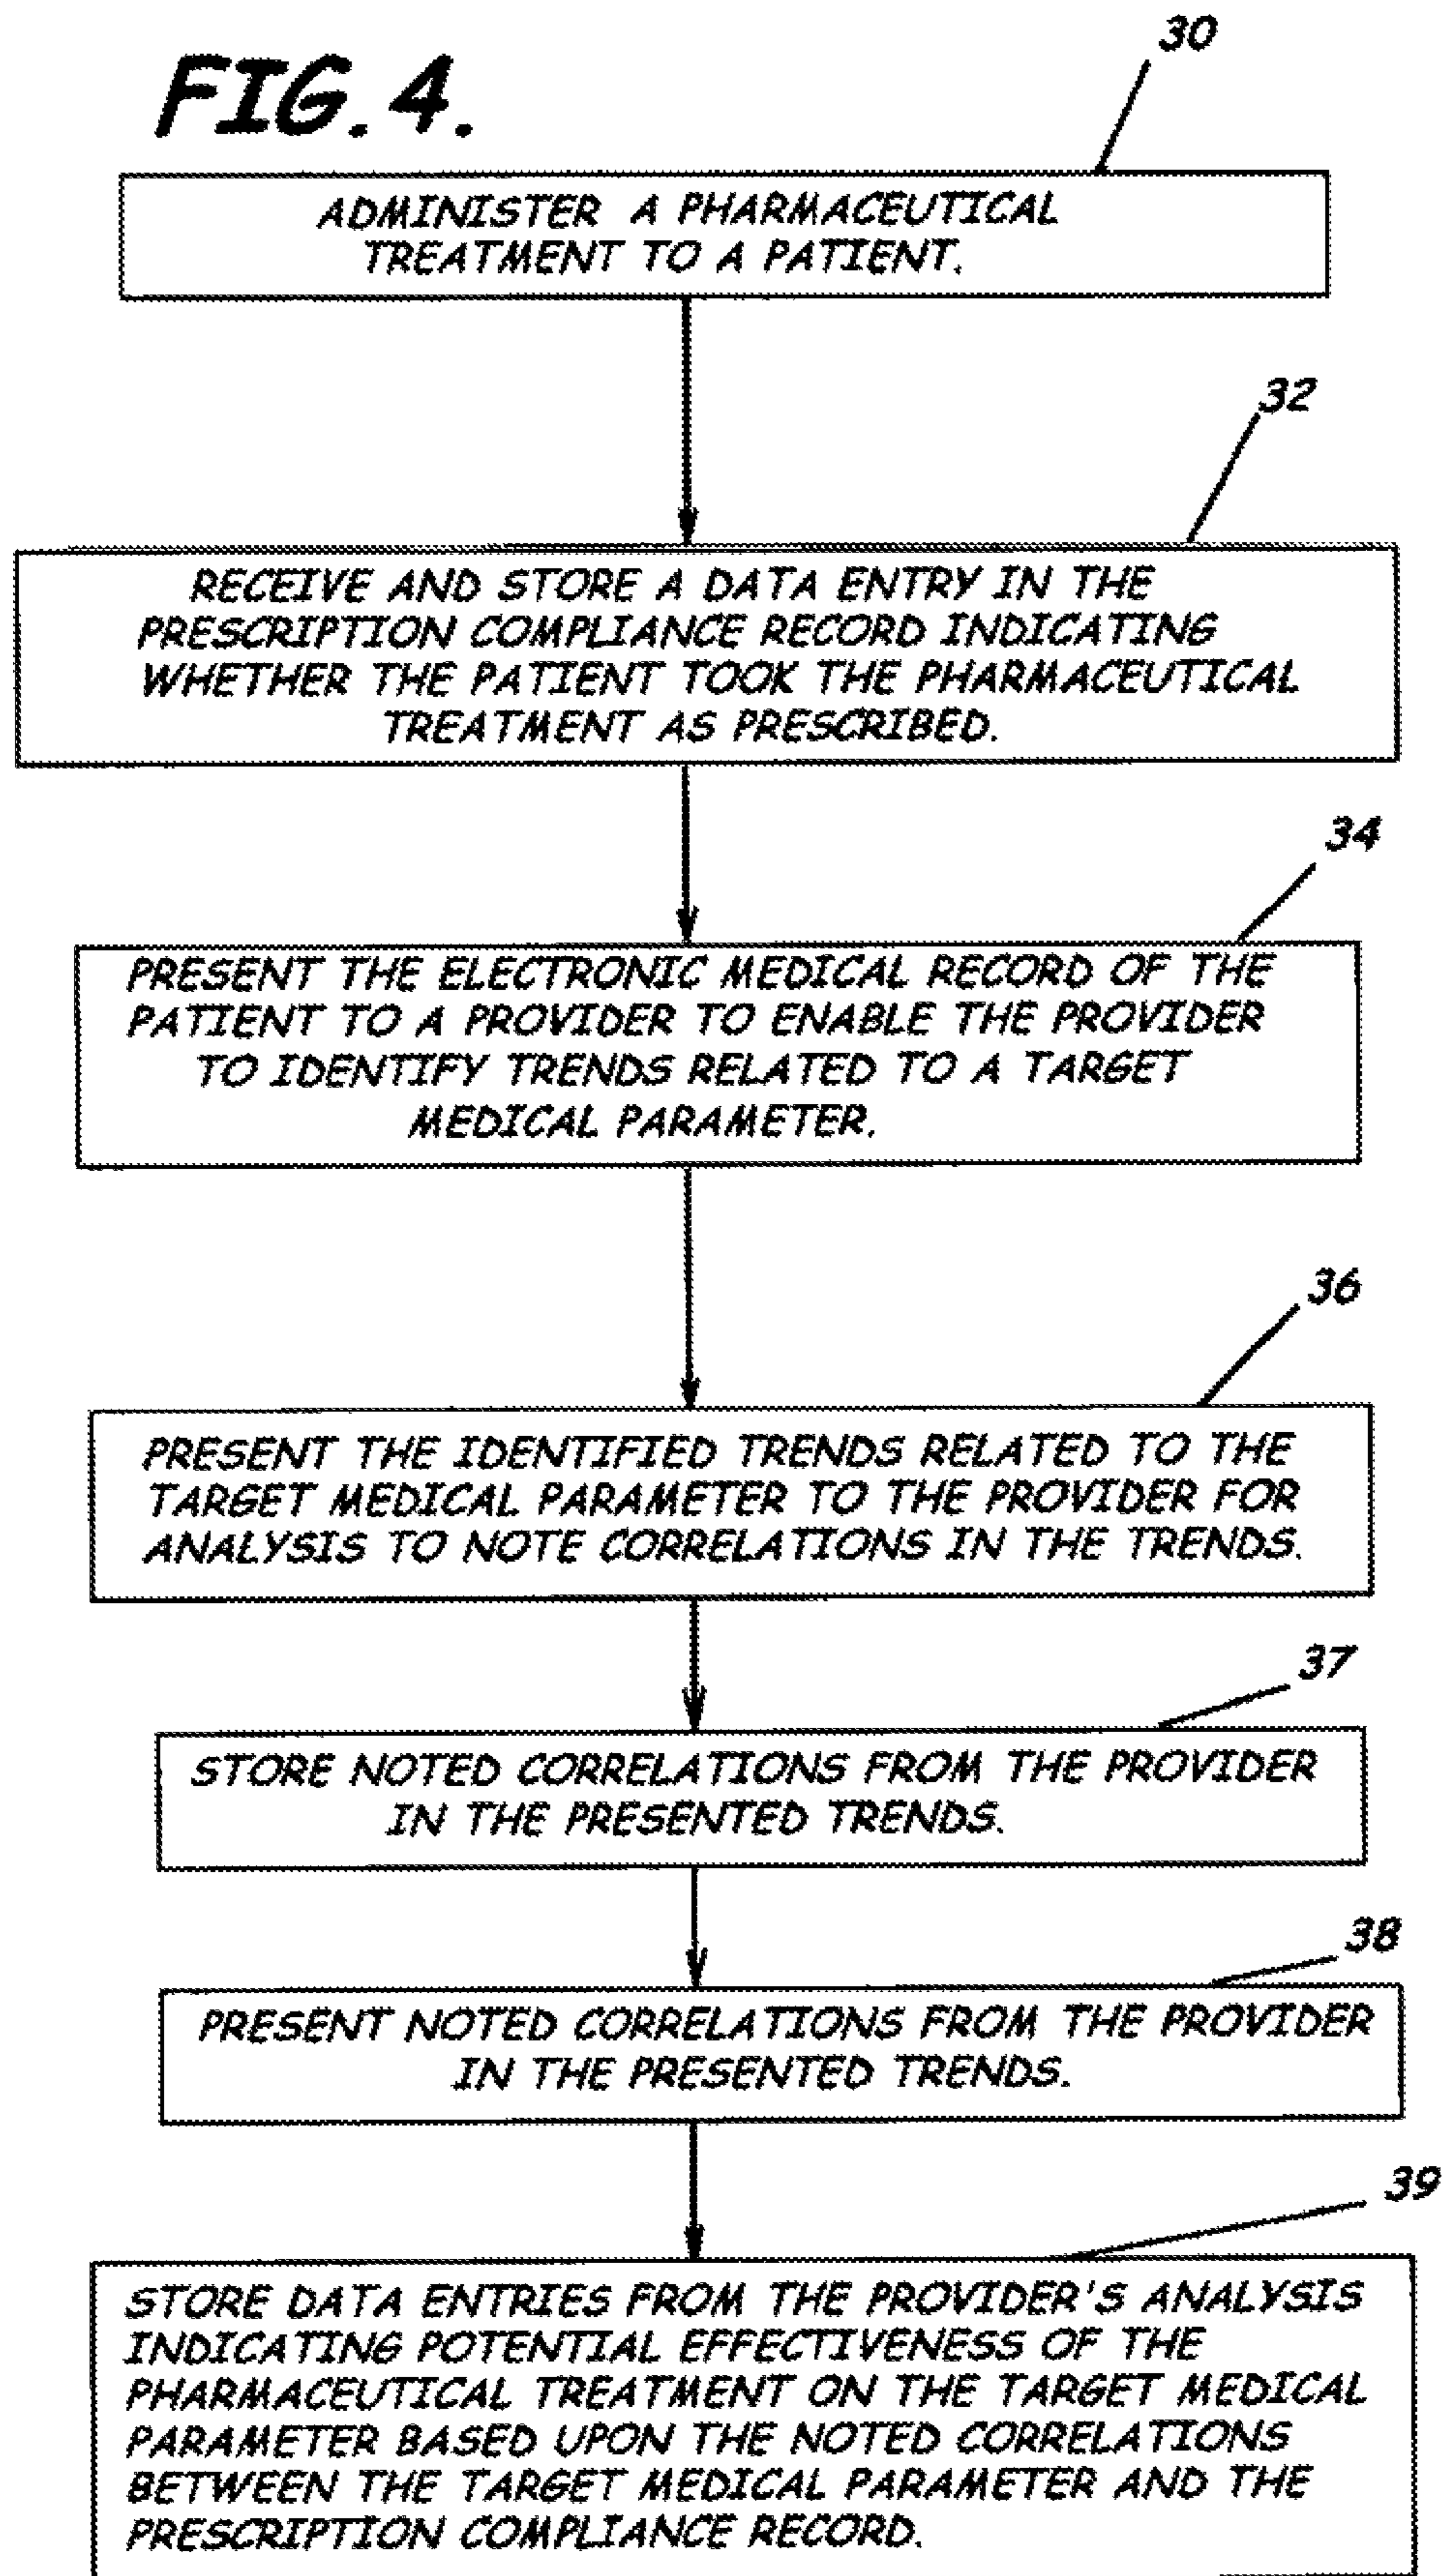 30
FIG. 4.
ADMINISTER A PHARMACEUTICAL
TREATMENT TO A PATIENT.
32
RECEIVE AND STORE A DATA ENTRY IN THE
PRESCRIPTION COMPLIANCE RECORD INDICATING
WHETHER THE PATIENT TOOK THE PHARMACEUTICAL
TREATMENT AS PRESCRIBED.
34
PRESENT THE ELECTRONIC MEDICAL RECORD OF THE
PATIENT TO A PROVIDER TO ENABLE THE PROVIDER
TO IDENTIFY TRENDS RELATED TO A TARGET
MEDICAL PARAMETER.
36
PRESENT THE IDENTIFIED TRENDS RELATED TO THE
TARGET MEDICAL PARAMETER TO THE PROVIDER FOR
ANALYSIS TO NOTE CORRELATIONS IN THE TRENDS.
37
STORE NOTED CORRELATIONS FROM THE PROVIDER
IN THE PRESENTED TRENDS.
38
PRESENT NOTED CORRELATIONS FROM THE PROVIDER
IN THE PRESENTED TRENDS.
39
STORE DATA ENTRIES FROM THE PROVIDER'S ANALYSIS
INDICATING POTENTIAL EFFECTIVENESS OF THE
PHARMACEUTICAL TREATMENT ON THE TARGET MEDICAL
PARAMETER BASED UPON THE NOTED CORRELATIONS
BETWEEN THE TARGET MEDICAL PARAMETER AND THE
PRESCRIPTION COMPLIANCE RECORD.